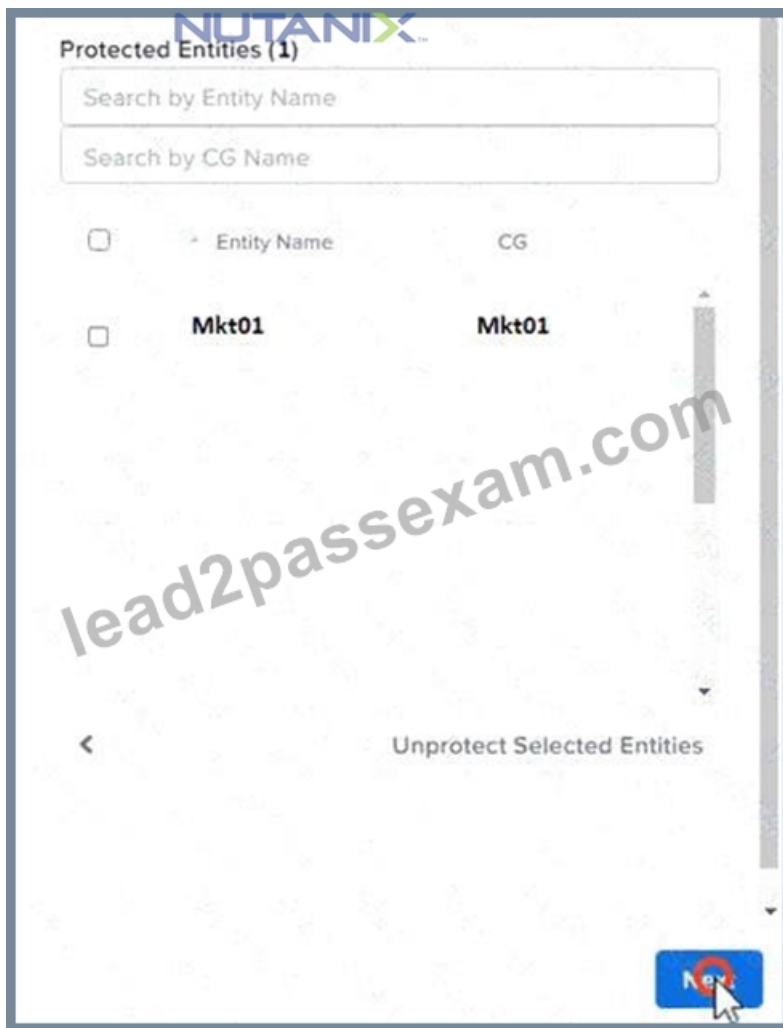 NUTANIX
Protected Entities (1)
Search by Entity Name
Search by CG Name
Entity Name CG
Mkt01 Mkt01
lead2passexam.com
Unprotect Selected Entities
Next